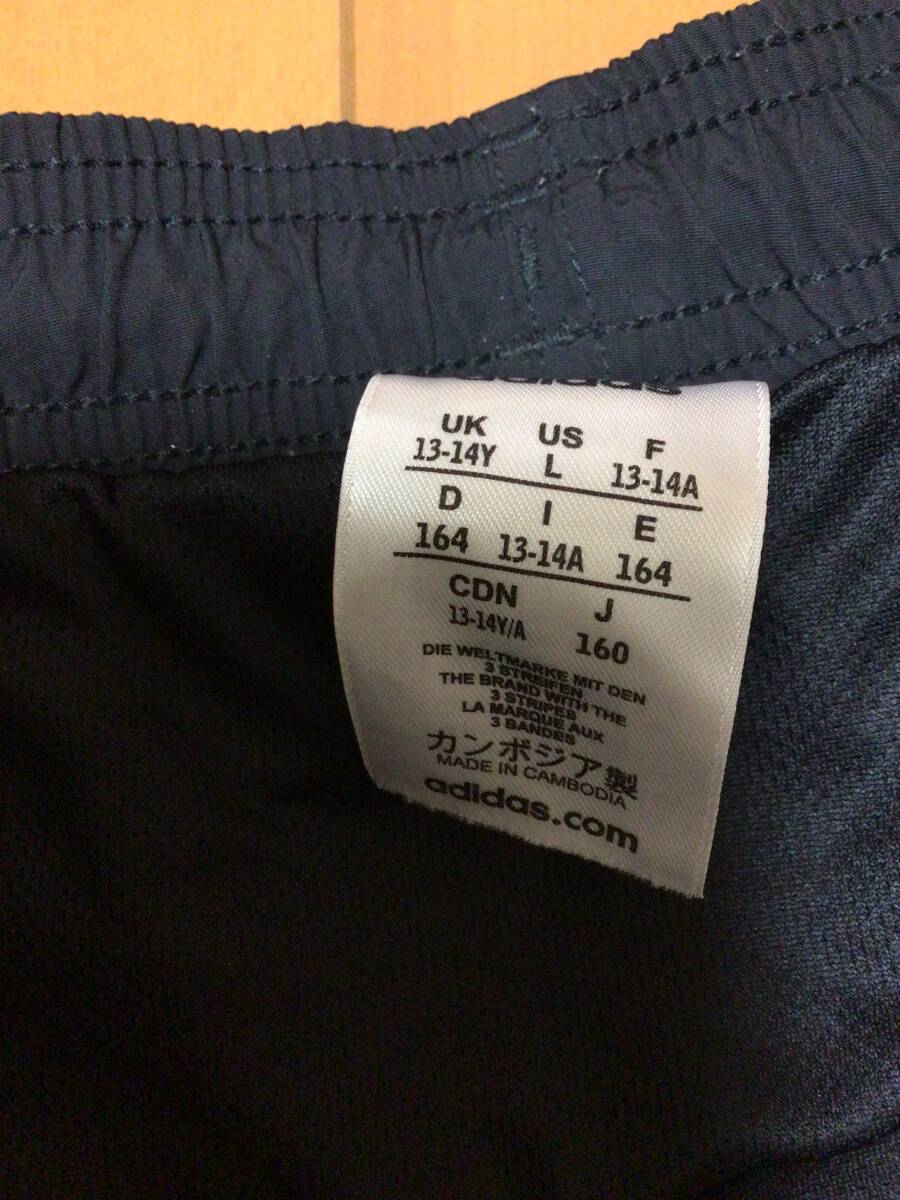 UK US F
13-14Y L 13-14A
D I E
164 13-14A 164
CDN J
13-14Y/A 160
DIE WELTMARKE MIT DEN
3 STREIFEN
THE BRAND WITH THE
3 STRIPES
LA MARQUE AUX
3 BANDES
カンボジア製
MADE IN CAMBODIA
adidas.com